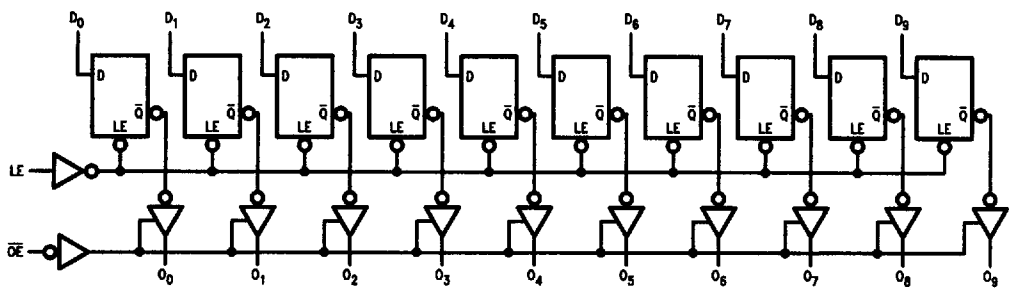 D₀ D₁ D₂ D₃ D₄ D₅ D₆ D₇ D₈ D₉
D D D D D D D D D D
Q̅ Q̅ Q̅ Q̅ Q̅ Q̅ Q̅ Q̅ Q̅ Q̅
LE LE LE LE LE LE LE LE LE LE
LE
O̅E̅
O₀ O₁ O₂ O₃ O₄ O₅ O₆ O₇ O₈ O₉